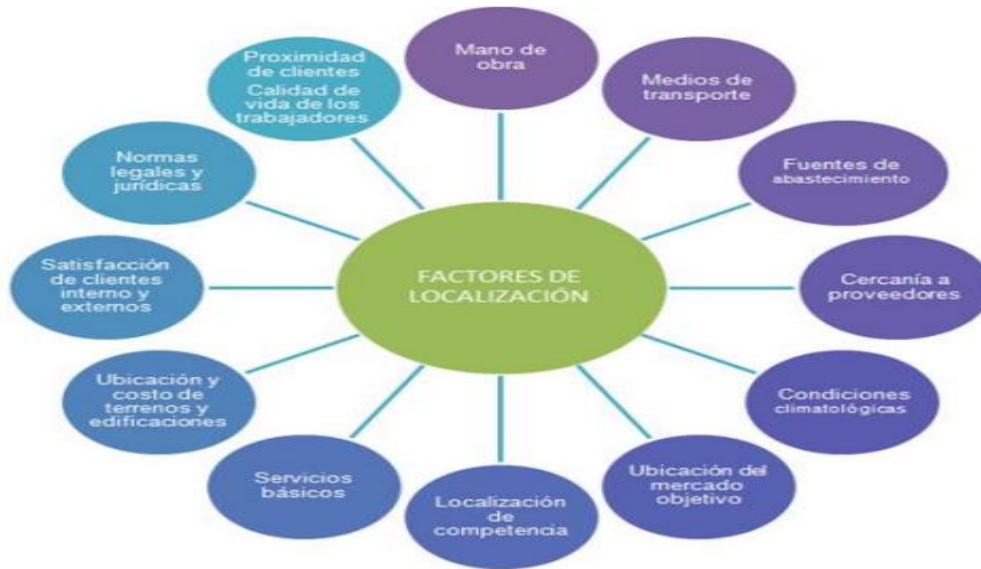 Mano de
obra
Medios de
transporte
Fuentes de
abastecimiento
Cercanía a
proveedores
Condiciones
climatológicas
Ubicación del
mercado
objetivo
Localización
de
competencia
Servicios
básicos
Ubicación y
costo de
terrenos y
edificaciones
Satisfacción
de clientes
interno y
externos
Normas
legales y
jurídicas
Proximidad
de clientes
Calidad de
vida de los
trabajadores
FACTORES DE
LOCALIZACIÓN